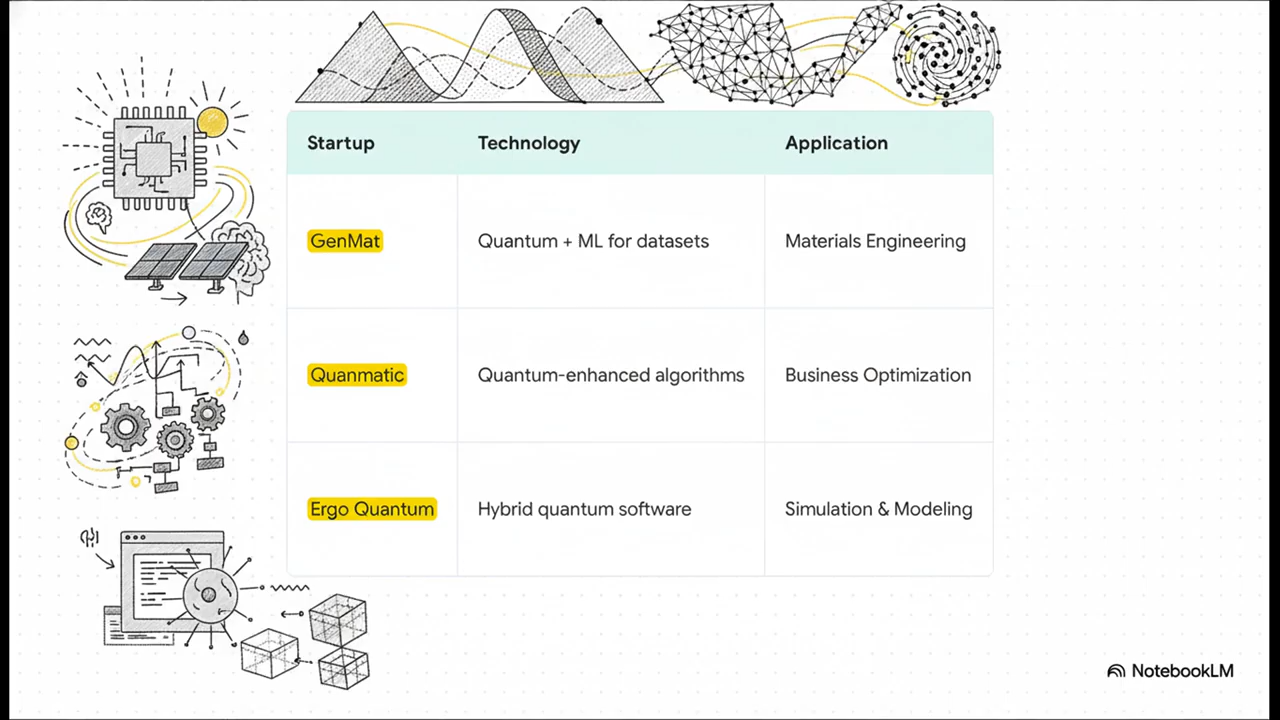 Startup Technology Application
GenMat Quantum + ML for datasets Materials Engineering
Quanmatic Quantum-enhanced algorithms Business Optimization
Ergo Quantum Hybrid quantum software Simulation & Modeling
NotebookLM